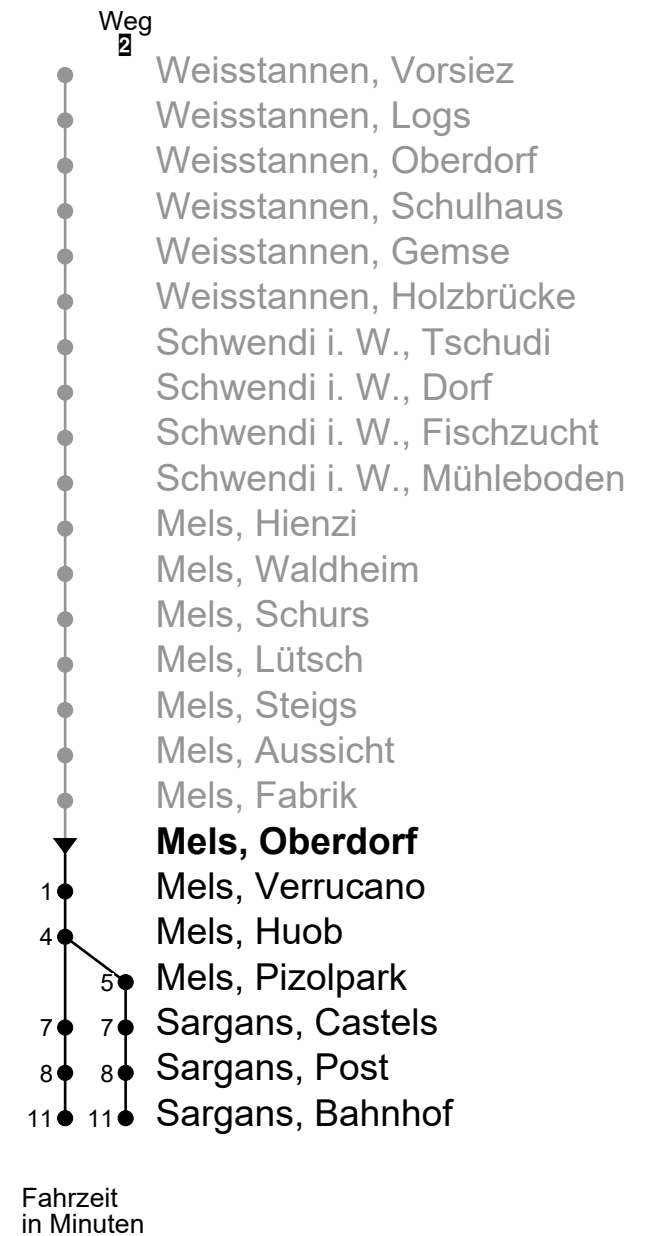 Weg
2
Weisstannen, Vorsiez
Weisstannen, Logs
Weisstannen, Oberdorf
Weisstannen, Schulhaus
Weisstannen, Gemse
Weisstannen, Holzbrücke
Schwendi i. W., Tschudi
Schwendi i. W., Dorf
Schwendi i. W., Fischzucht
Schwendi i. W., Mühleboden
Mels, Hienzi
Mels, Waldheim
Mels, Schurs
Mels, Lütsch
Mels, Steigs
Mels, Aussicht
Mels, Fabrik
Mels, Oberdorf
1 Mels, Verrucano
4 Mels, Huob
5 Mels, Pizolpark
7 7 Sargans, Castels
8 8 Sargans, Post
11 11 Sargans, Bahnhof
Fahrzeit
in Minuten